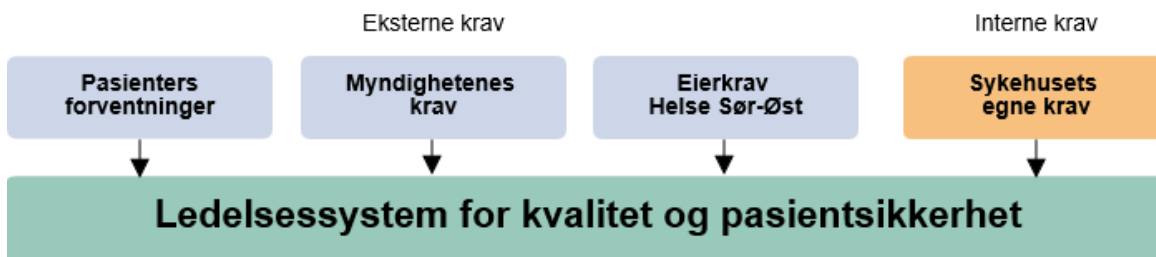 Eksterne krav
Interne krav
Pasienters
forventninger
Myndighetenes
krav
Eierkrav
Helse Sør-Øst
Sykehusets
egne krav
Ledelsessystem for kvalitet og pasientsikkerhet